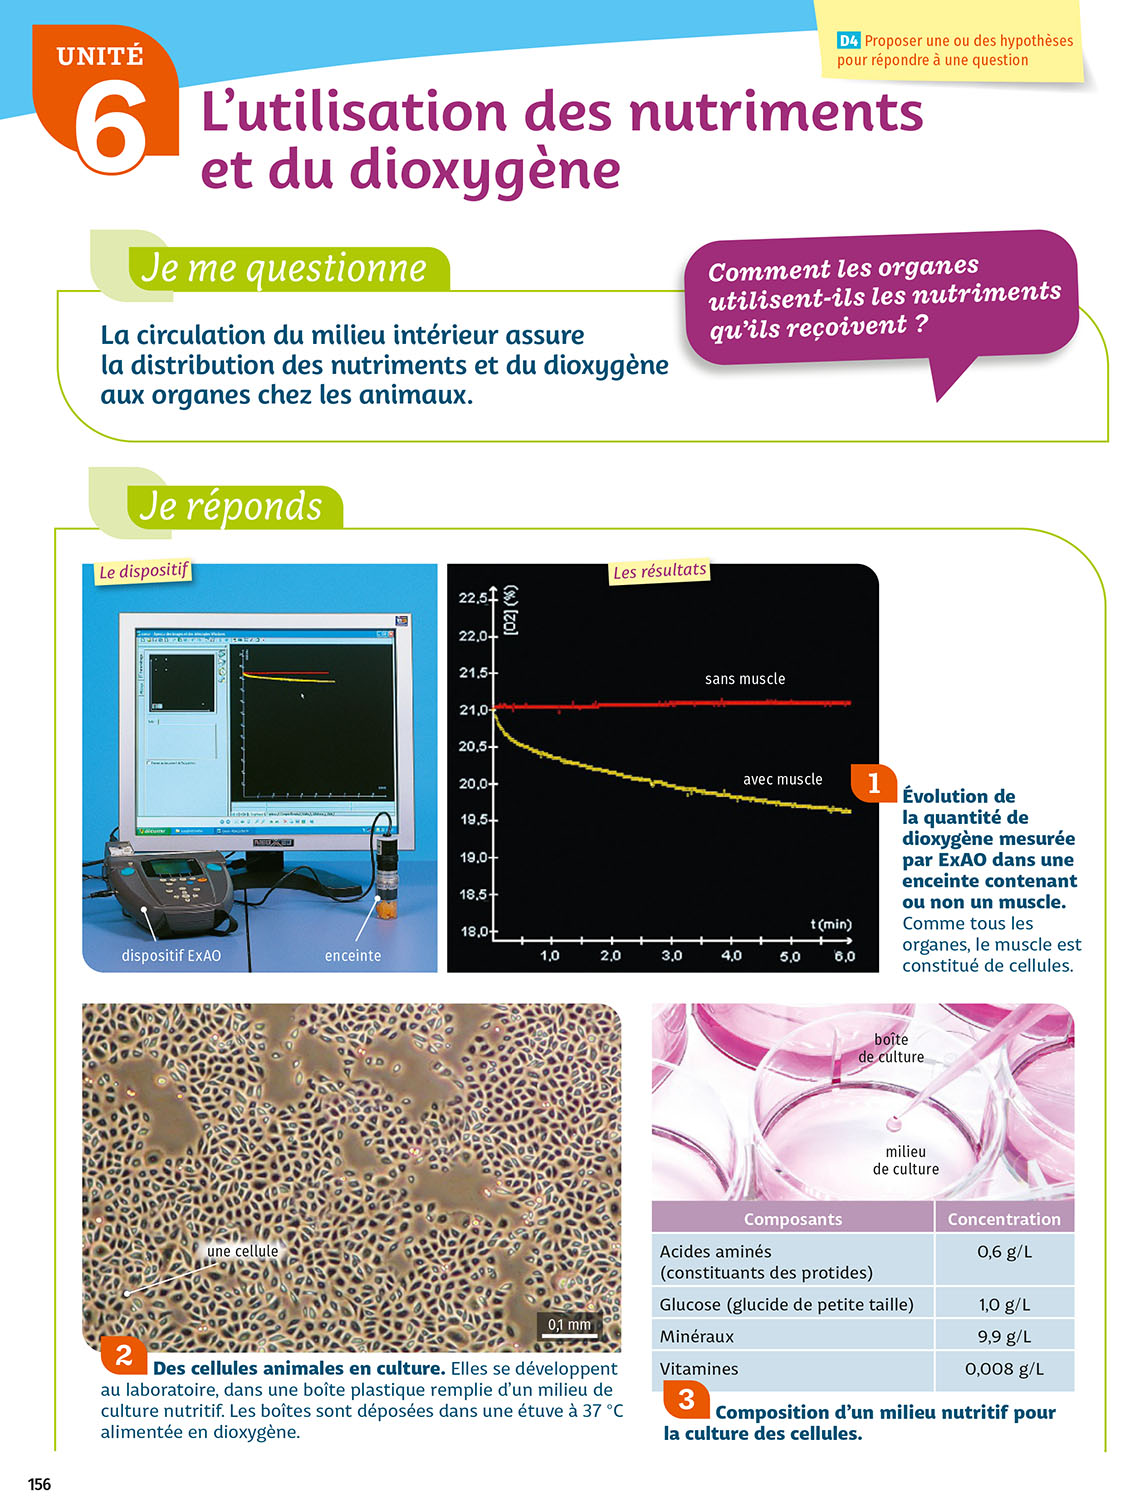 UNITÉ
6
D4 Proposer une ou des hypothèses
pour répondre à une question
L'utilisation des nutriments
et du dioxygène
Je me questionne
Comment les organes
utilisent-ils les nutriments
qu'ils reçoivent ?
La circulation du milieu intérieur assure
la distribution des nutriments et du dioxygène
aux organes chez les animaux.
Je réponds
Le dispositif
dispositif ExAO
enceinte
Les résultats
[O2] (%)
22,5
22,0
21,5
21,0
20,5
20,0
19,5
19,0
18,5
18,0
sans muscle
avec muscle
t(min)
1,0 2,0 3,0 4,0 5,0 6,0
1
Évolution de
la quantité de
dioxygène mesurée
par ExAO dans une
enceinte contenant
ou non un muscle.
Comme tous les
organes, le muscle est
constitué de cellules.
une cellule
0,1 mm
2 Des cellules animales en culture. Elles se développent
au laboratoire, dans une boîte plastique remplie d'un milieu de
culture nutritif. Les boîtes sont déposées dans une étuve à 37 °C
alimentée en dioxygène.
boîte
de culture
milieu
de culture
Composants Concentration
Acides aminés 0,6 g/L
(constituants des protides)
Glucose (glucide de petite taille) 1,0 g/L
Minéraux 9,9 g/L
Vitamines 0,008 g/L
3 Composition d'un milieu nutritif pour
la culture des cellules.
156